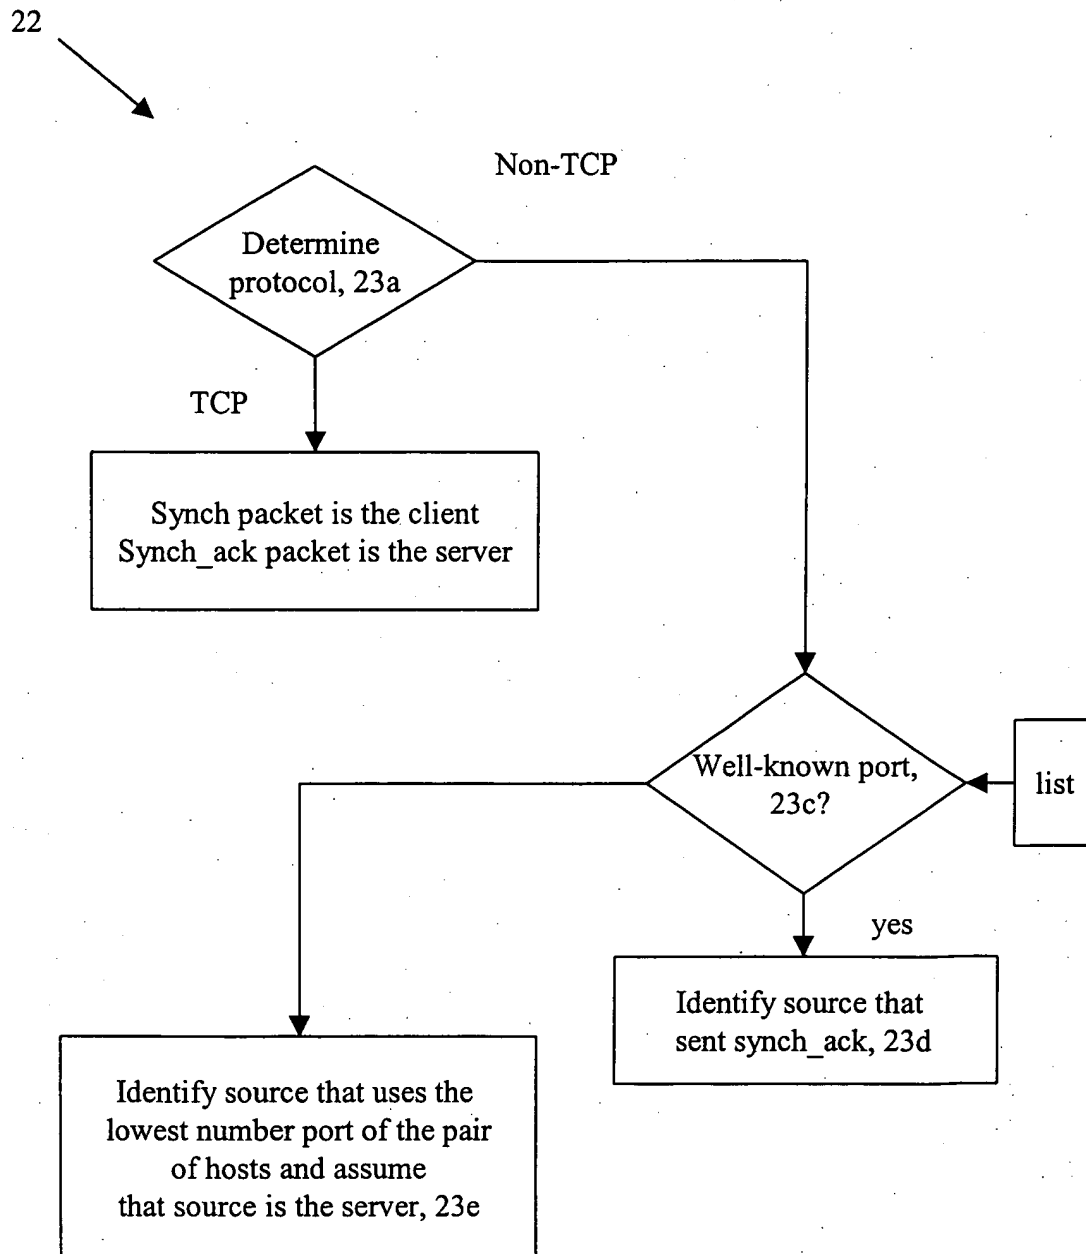 22
Non-TCP
Determine
protocol, 23a
TCP
Synch packet is the client
Synch_ack packet is the server
Well-known port,
23c?
list
yes
Identify source that
sent synch_ack, 23d
Identify source that uses the
lowest number port of the pair
of hosts and assume
that source is the server, 23e